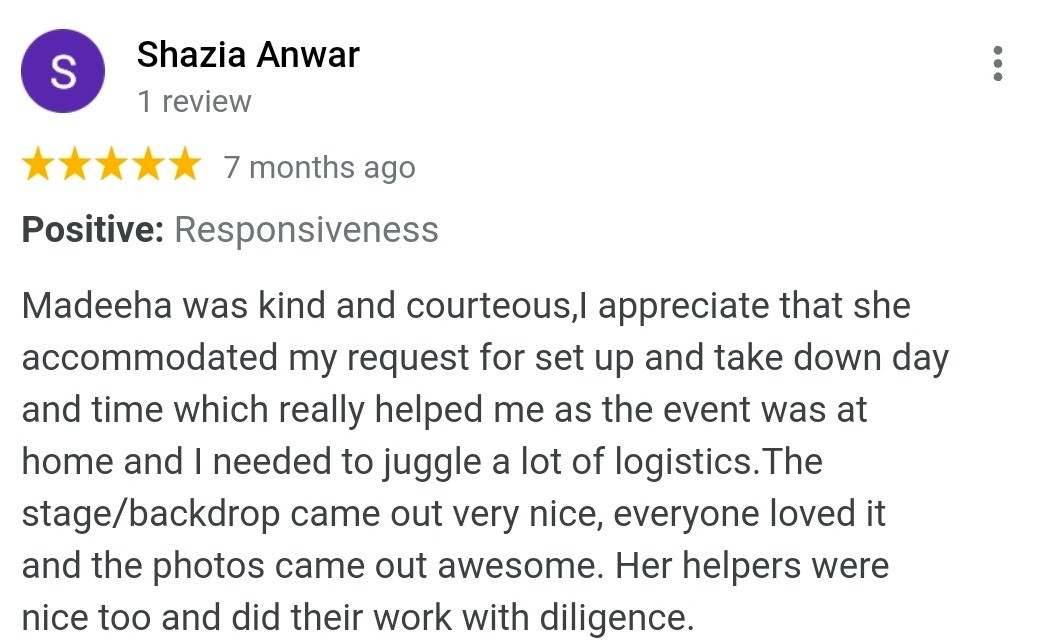 S
Shazia Anwar
1 review
7 months ago
Positive: Responsiveness
Madeeha was kind and courteous,I appreciate that she
accommodated my request for set up and take down day
and time which really helped me as the event was at
home and I needed to juggle a lot of logistics.The
stage/backdrop came out very nice, everyone loved it
and the photos came out awesome. Her helpers were
nice too and did their work with diligence.